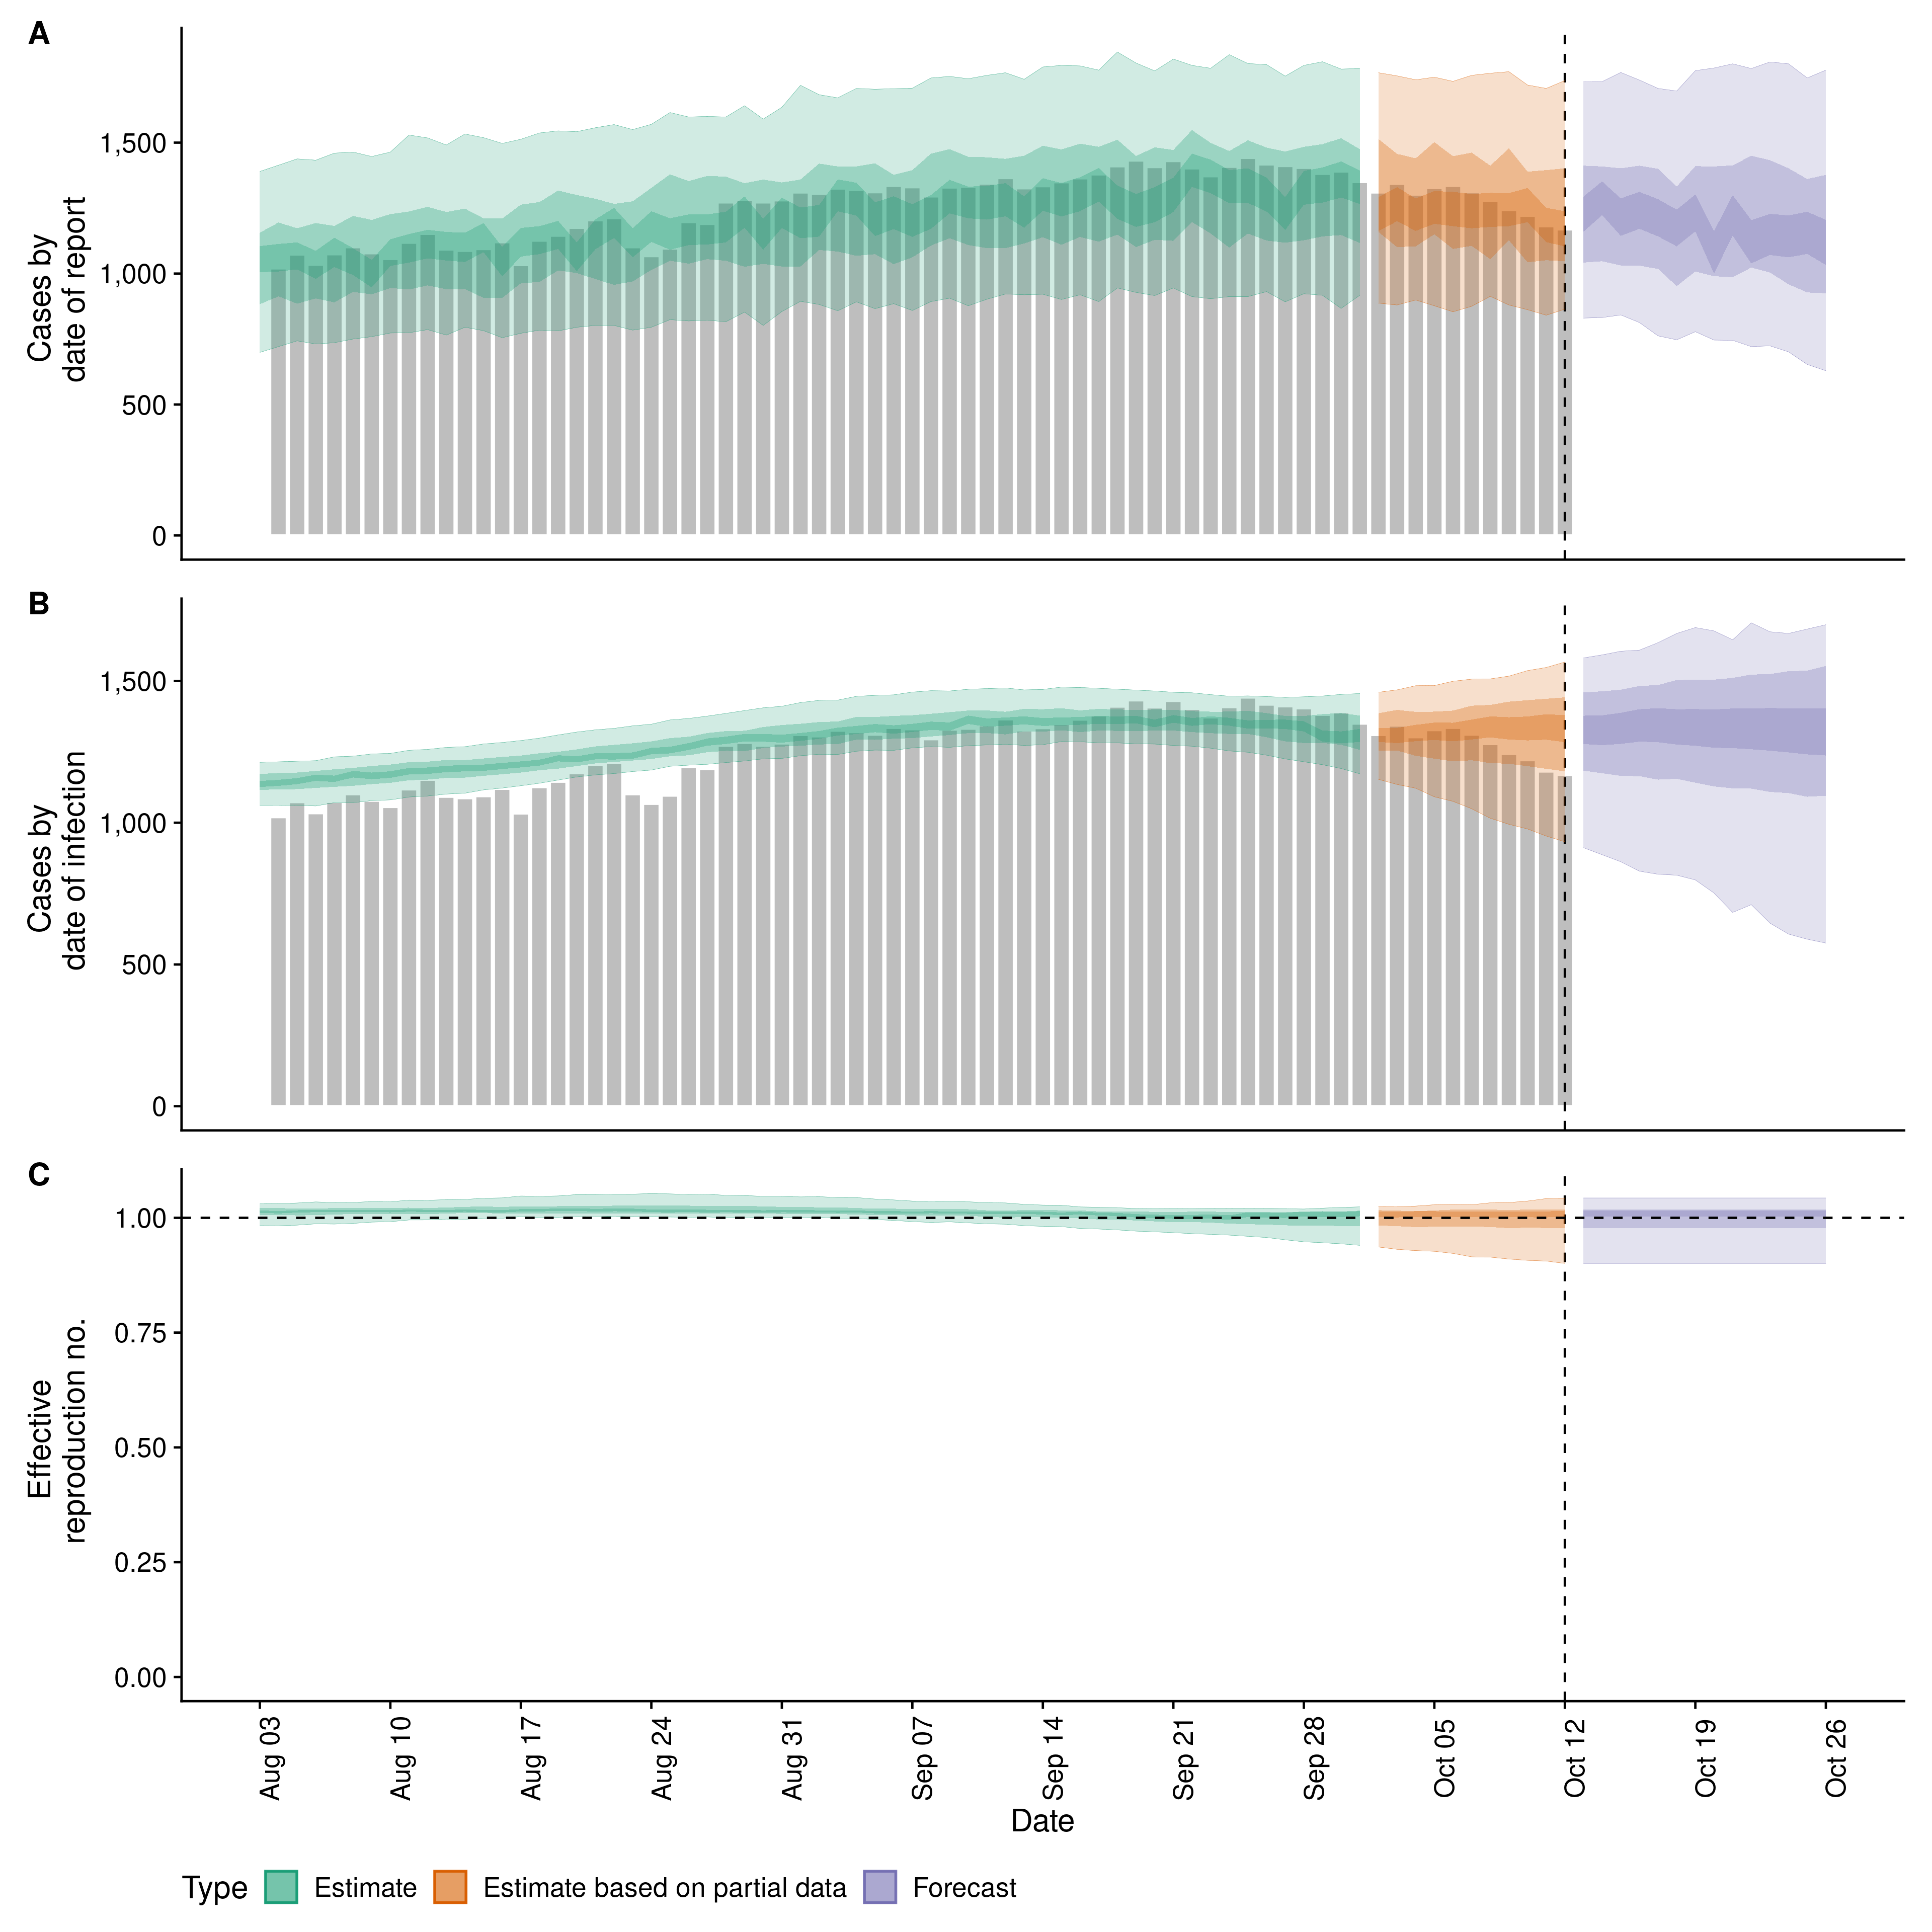 A
Cases by
date of report
1,500
1,000
500
0
B
Cases by
date of infection
1,500
1,000
500
0
C
Effective
reproduction no.
1.00
0.75
0.50
0.25
0.00
Aug 03
Aug 10
Aug 17
Aug 24
Aug 31
Sep 07
Sep 14
Sep 21
Sep 28
Oct 05
Oct 12
Oct 19
Oct 26
Date
Type Estimate Estimate based on partial data Forecast